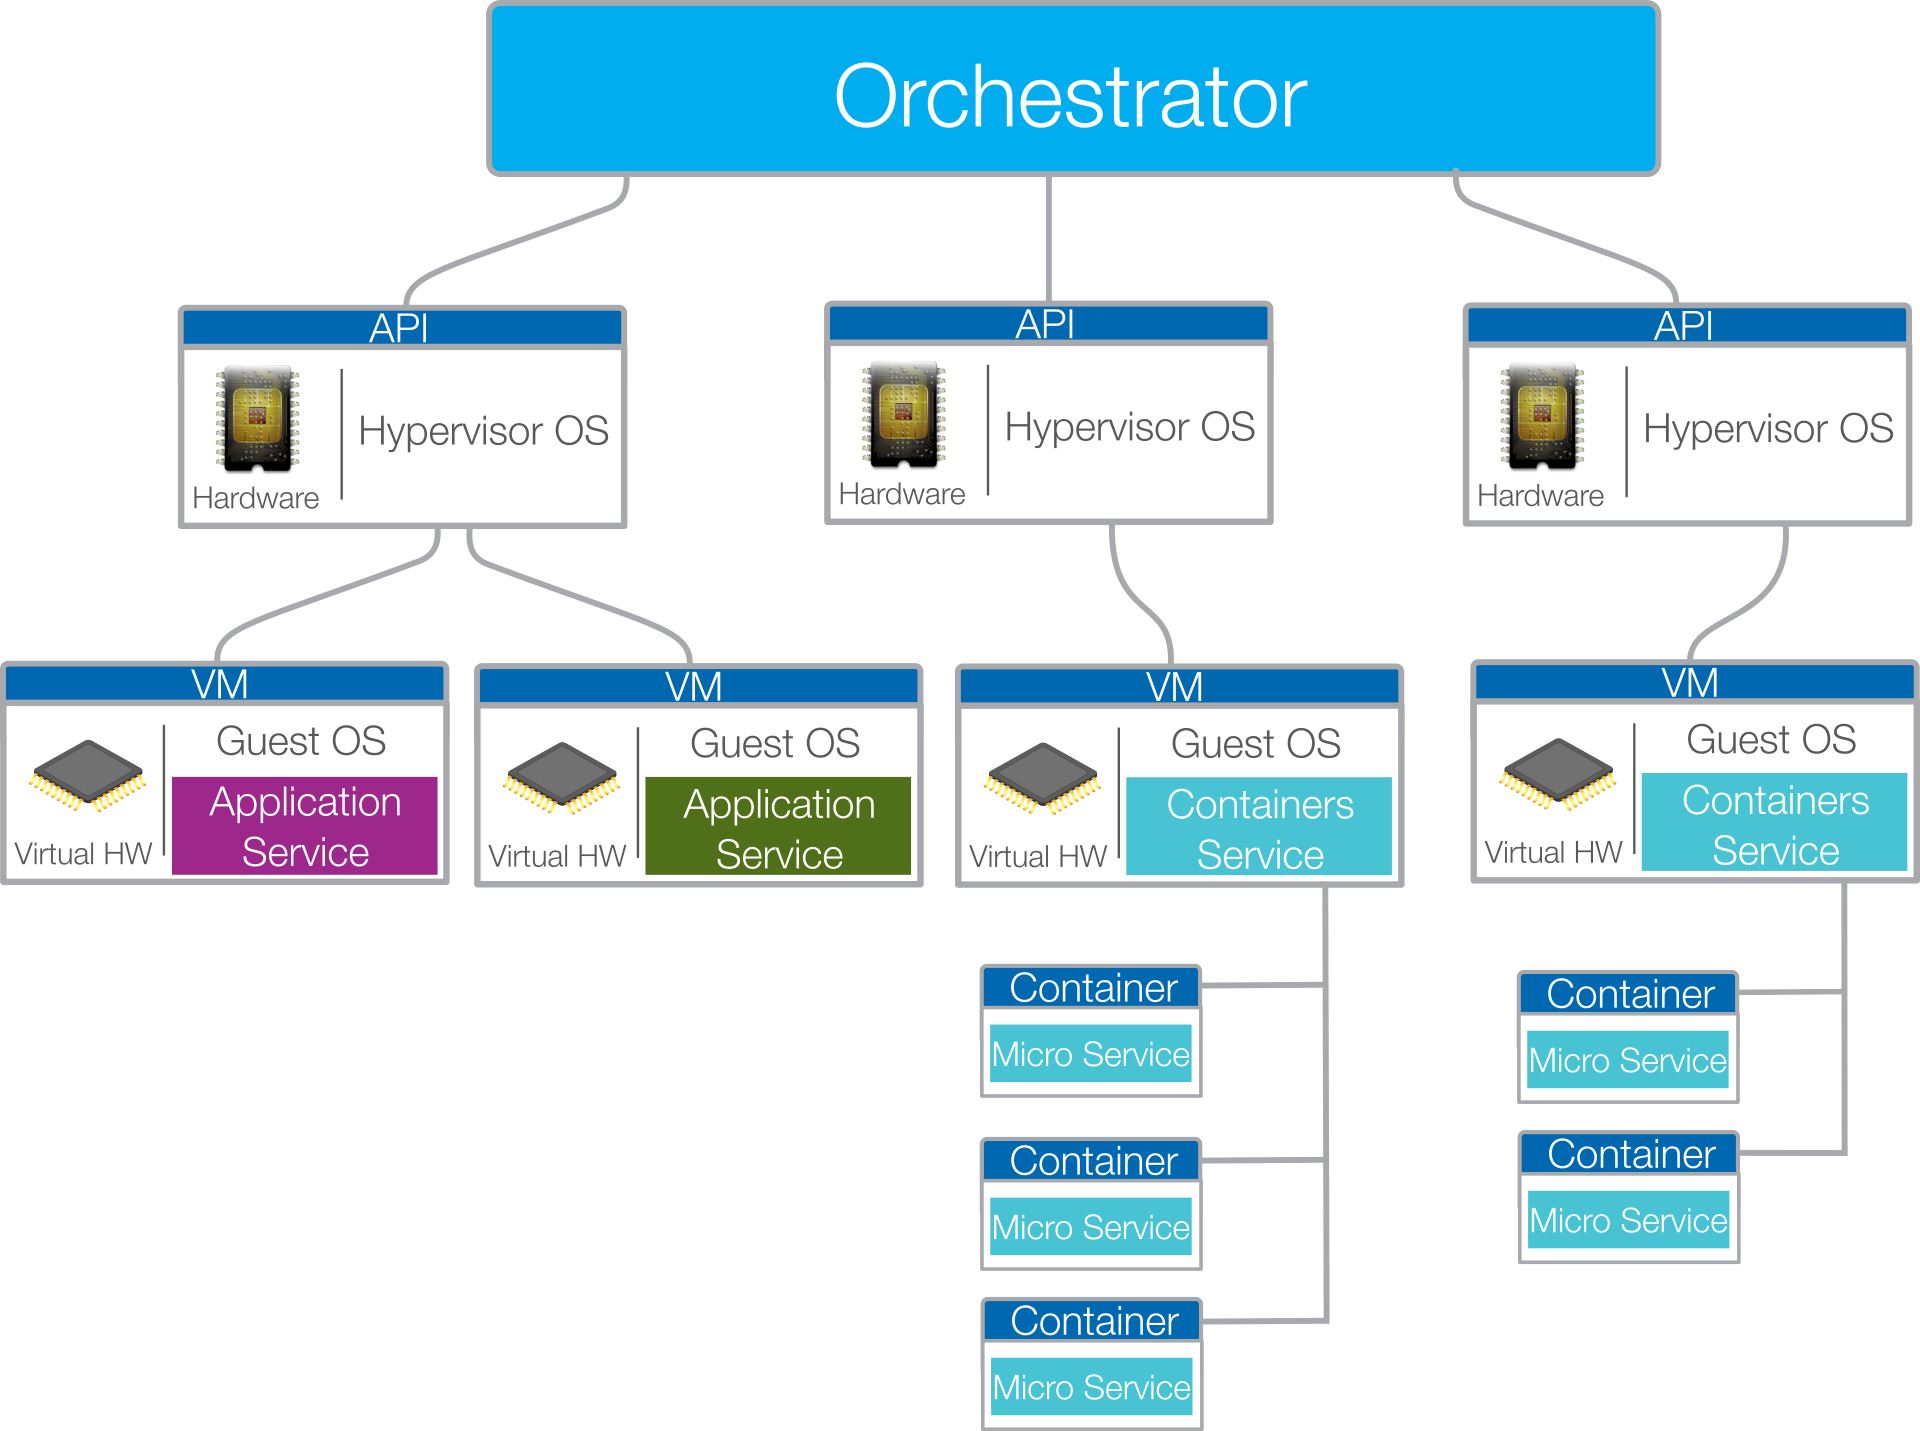 Orchestrator
API
Hardware
Hypervisor OS
API
Hardware
Hypervisor OS
API
Hardware
Hypervisor OS
VM
Virtual HW
Guest OS
Application
Service
VM
Virtual HW
Guest OS
Application
Service
VM
Virtual HW
Guest OS
Containers
Service
VM
Virtual HW
Guest OS
Containers
Service
Container
Micro Service
Container
Micro Service
Container
Micro Service
Container
Micro Service
Container
Micro Service